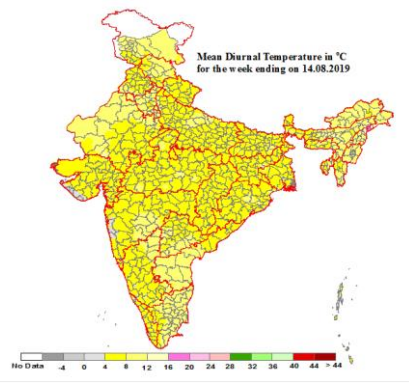 Mean Diurnal Temperature in °C
for the week ending on 14.08.2019
No Data -4 0 4 8 12 16 20 24 28 32 36 40 44 > 44